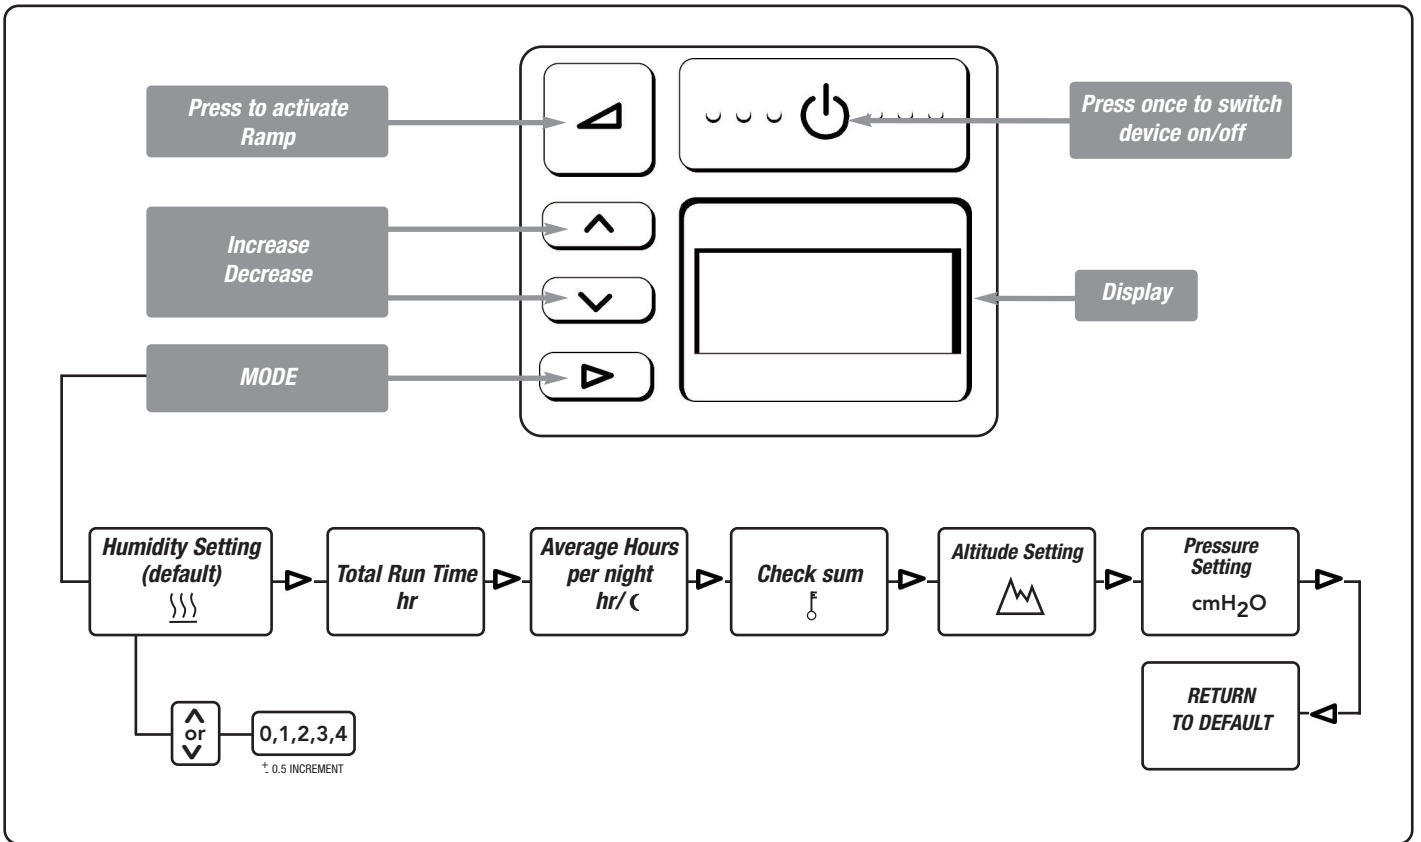 Press to activate
Ramp
Press once to switch
device on/off
Increase
Decrease
Display
MODE
Humidity Setting
(default)
Total Run Time
hr
Average Hours
per night
hr/
Check sum
Altitude Setting
Pressure
Setting
cmH2O
or
0,1,2,3,4
± 0.5 INCREMENT
RETURN
TO DEFAULT